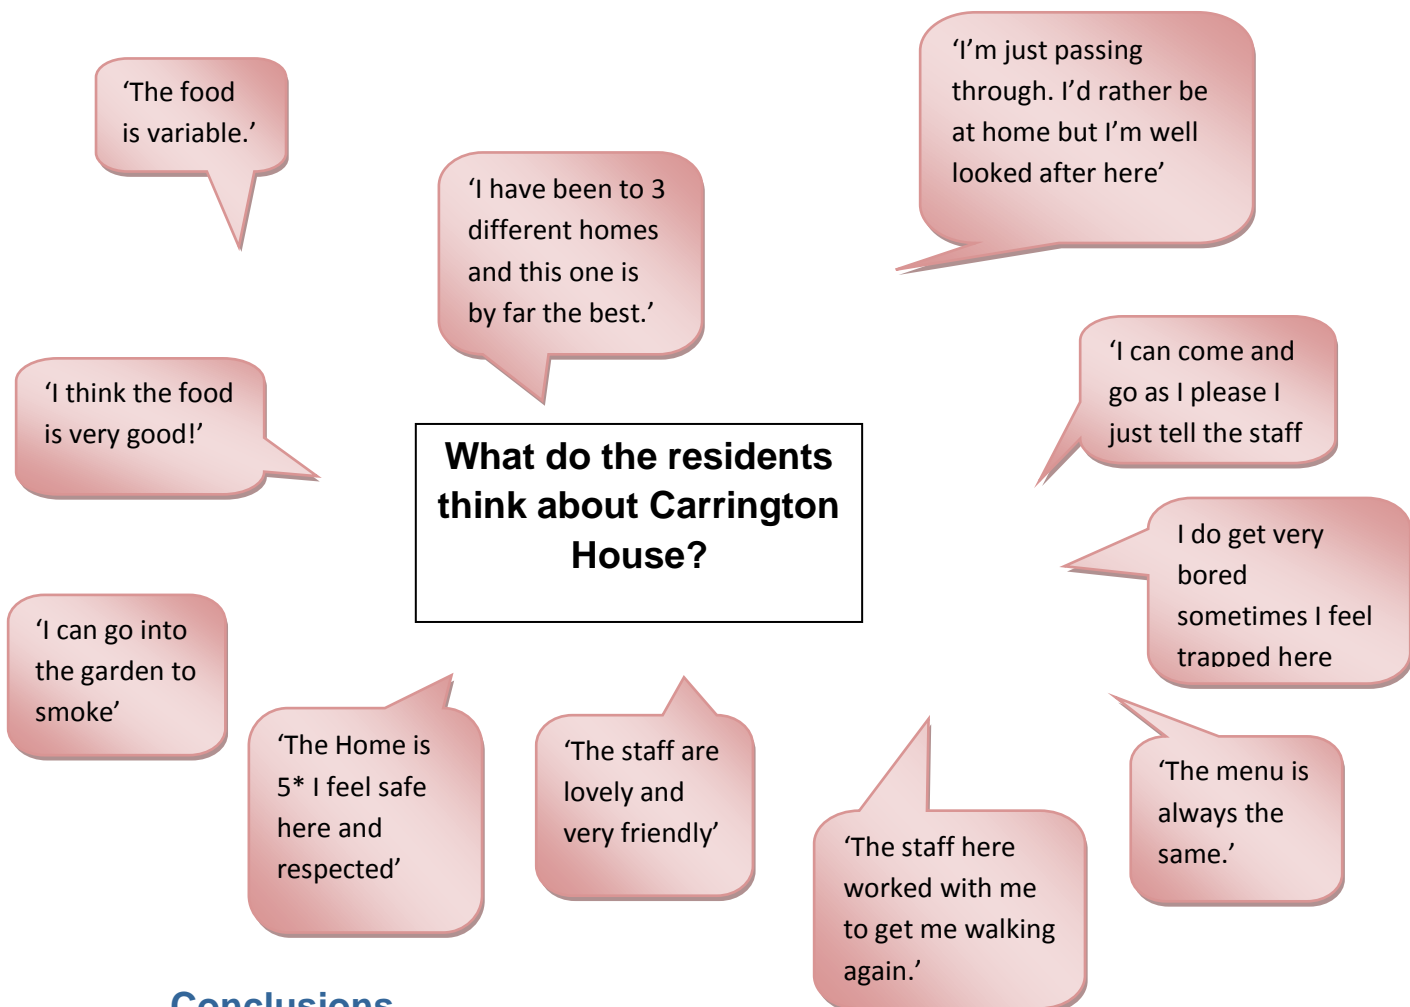 ‘I’m just passing
through. I’d rather be
at home but I’m well
looked after here’
‘The food
is variable.’
‘I have been to 3
different homes
and this one is
by far the best.’
‘I can come and
go as I please I
just tell the staff
‘I think the food
is very good!’
What do the residents
think about Carrington
House?
I do get very
bored
sometimes I feel
trapped here
‘I can go into
the garden to
smoke’
‘The Home is
5* I feel safe
here and
respected’
‘The staff are
lovely and
very friendly’
‘The menu is
always the
same.’
‘The staff here
worked with me
to get me walking
again.’
Conclusions